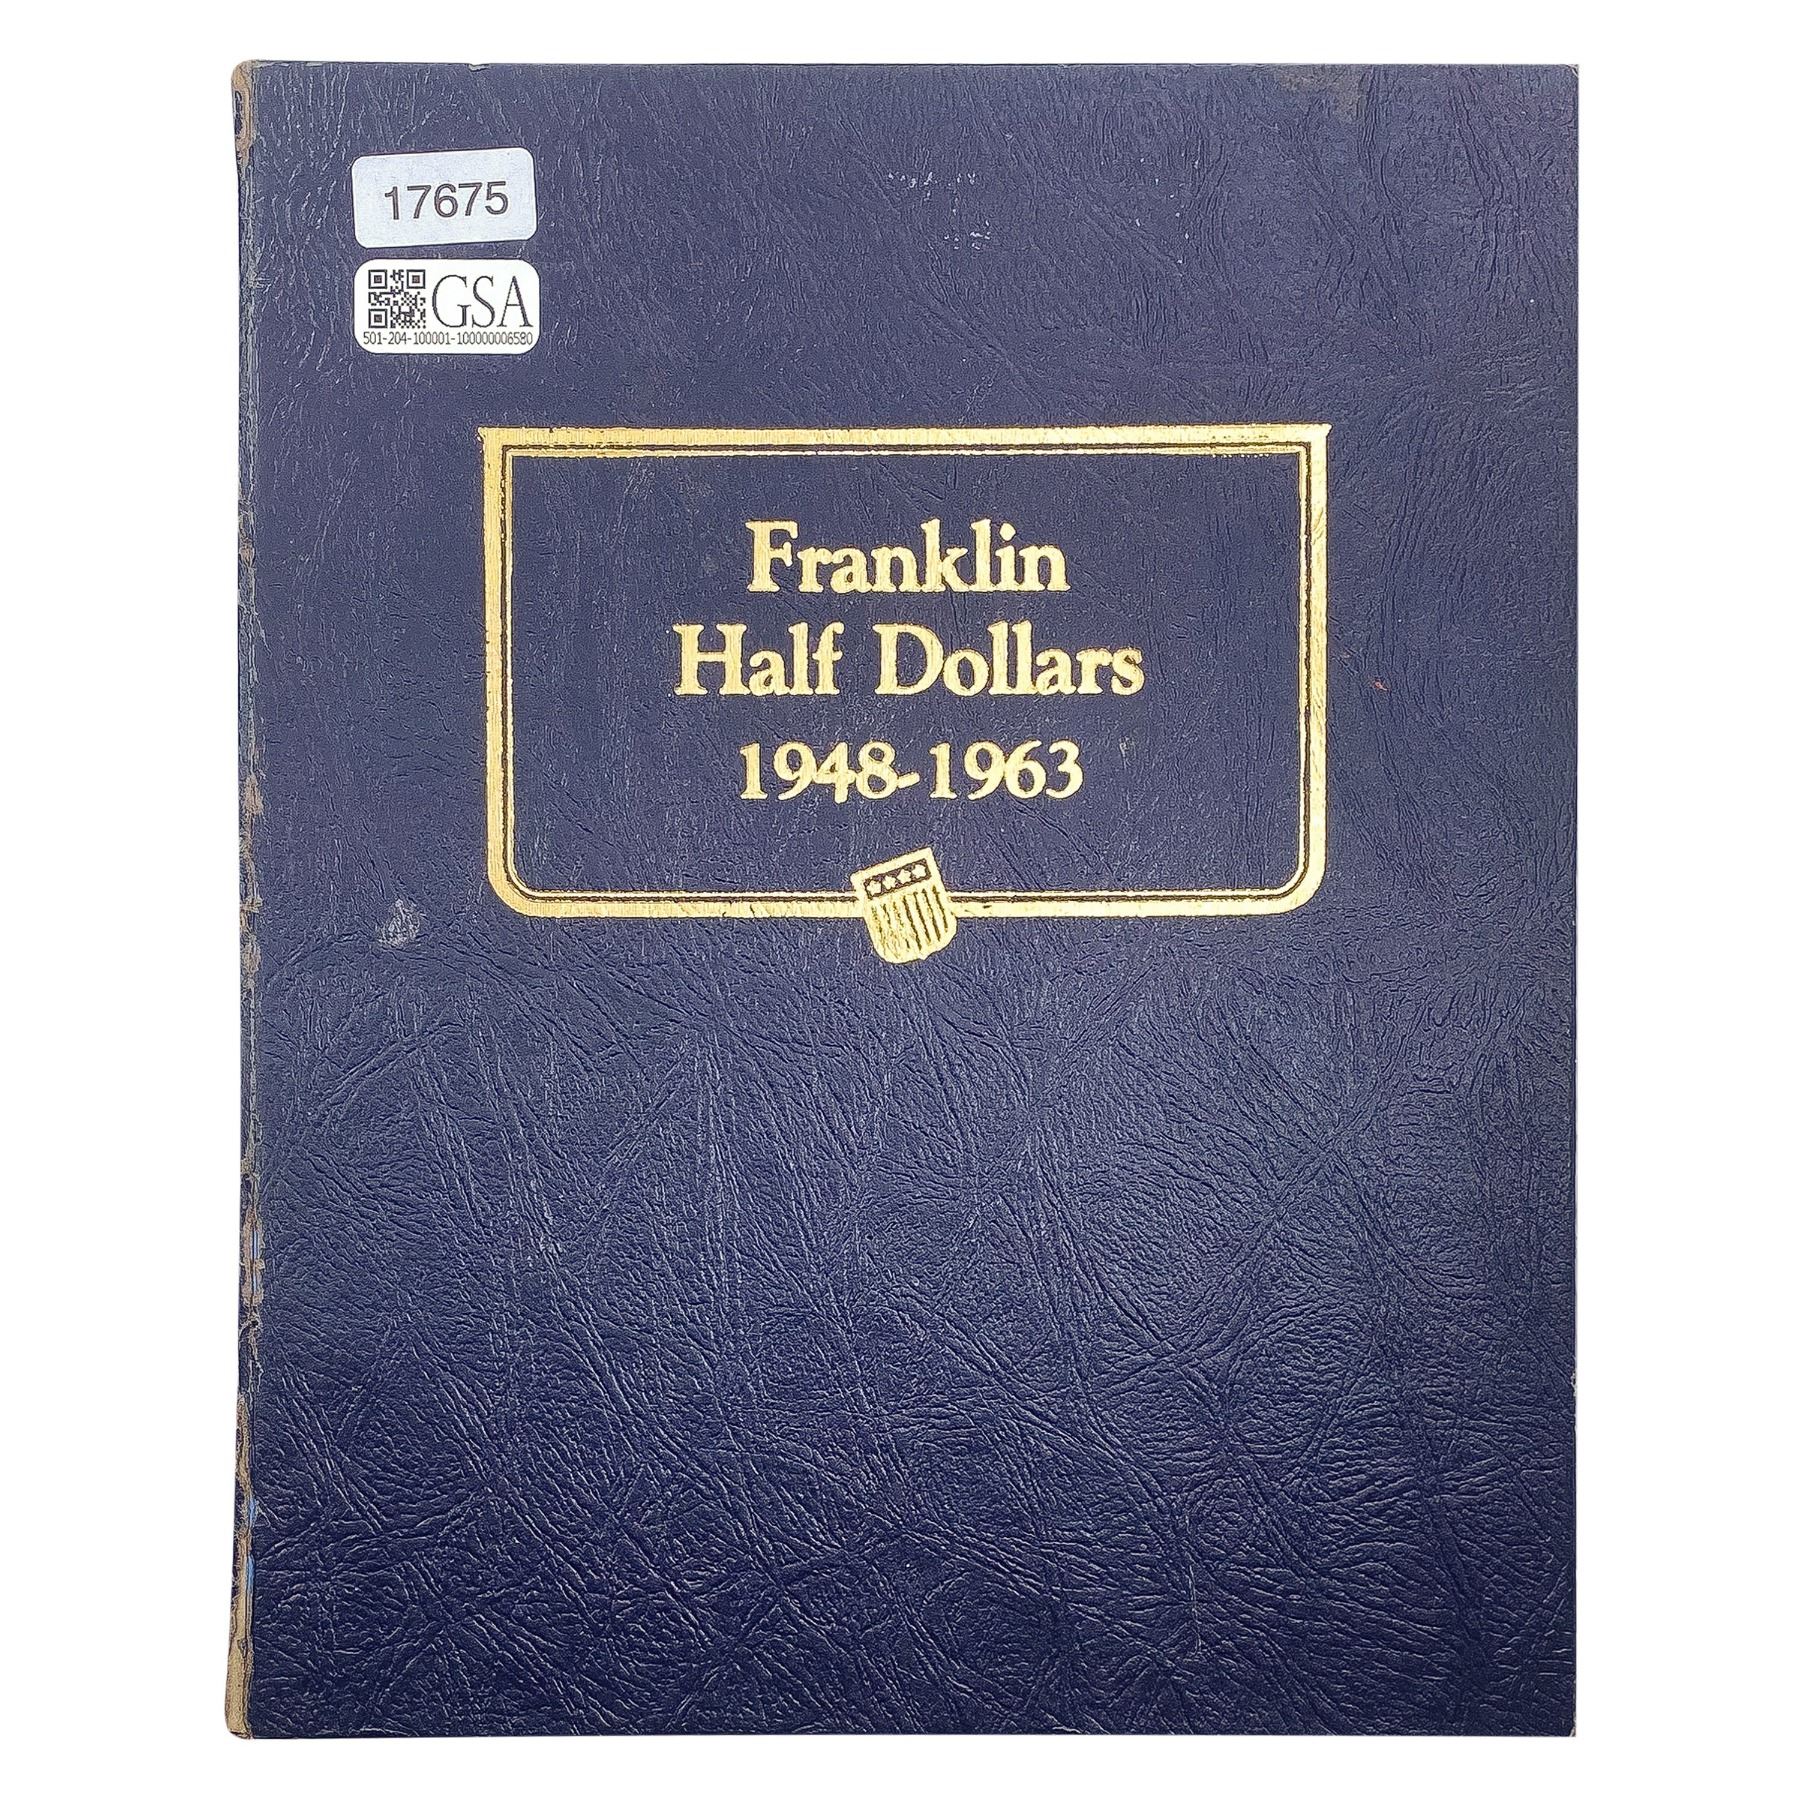 17675
GSA
501-204-100001-100000006580
Franklin
Half Dollars
1948-1963